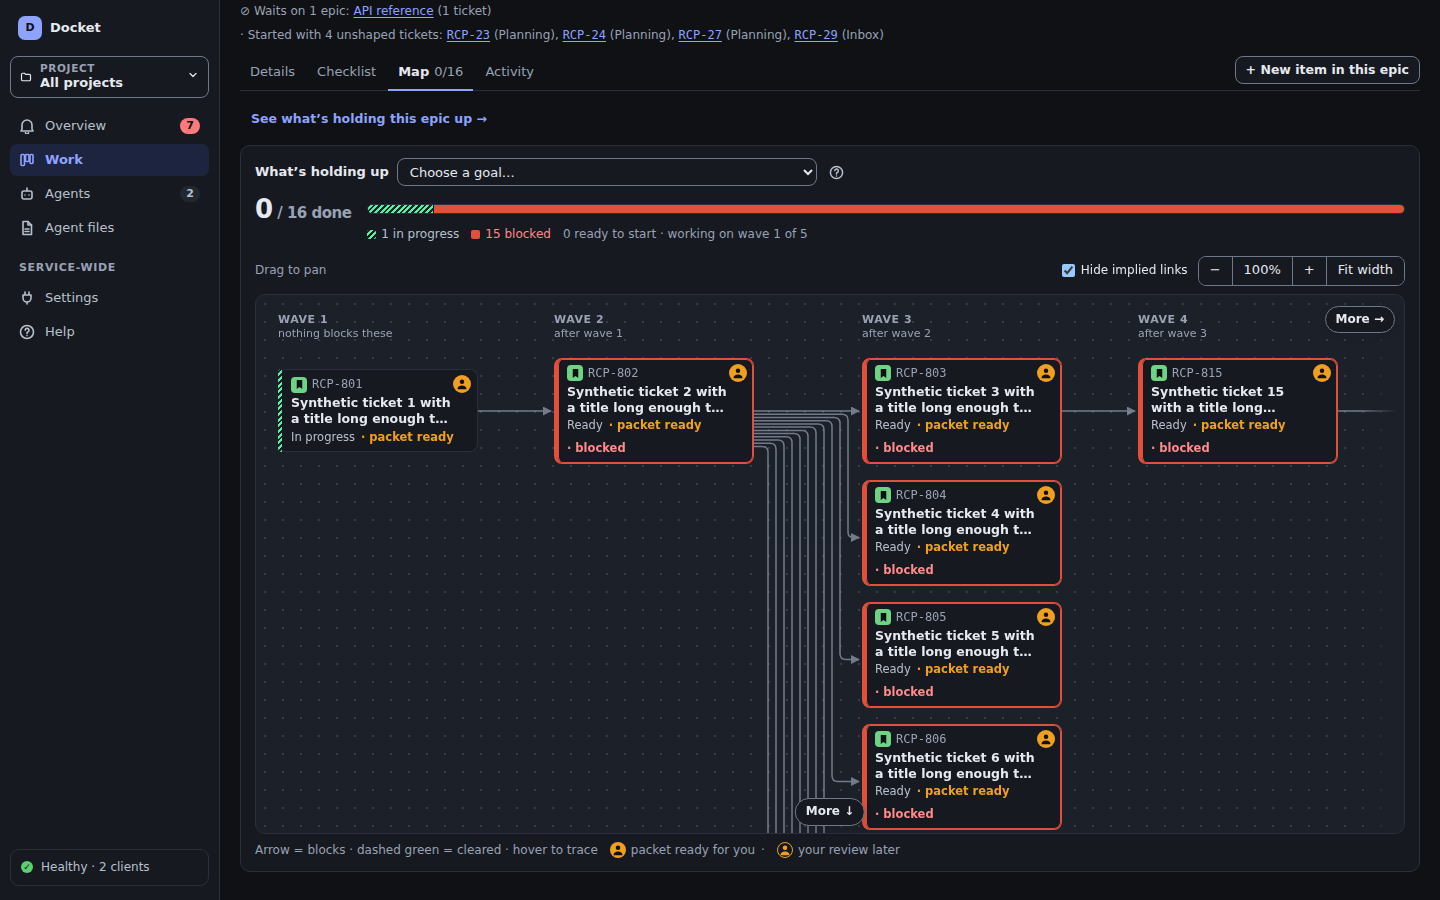 D Docket
PROJECT
All projects
Overview 7
Work
Agents 2
Agent files
SERVICE-WIDE
Settings
Help
Healthy · 2 clients
Waits on 1 epic: API reference (1 ticket)
· Started with 4 unshaped tickets: RCP-23 (Planning), RCP-24 (Planning), RCP-27 (Planning), RCP-29 (Inbox)
Details Checklist Map 0/16 Activity
+ New item in this epic
See what’s holding this epic up →
What’s holding up Choose a goal…
0 / 16 done
1 in progress 15 blocked 0 ready to start · working on wave 1 of 5
Drag to pan
Hide implied links − 100% + Fit width
WAVE 1
nothing blocks these
WAVE 2
after wave 1
WAVE 3
after wave 2
WAVE 4
after wave 3
More →
RCP-801
Synthetic ticket 1 with
a title long enough t…
In progress · packet ready
RCP-802
Synthetic ticket 2 with
a title long enough t…
Ready · packet ready
· blocked
RCP-803
Synthetic ticket 3 with
a title long enough t…
Ready · packet ready
· blocked
RCP-815
Synthetic ticket 15
with a title long…
Ready · packet ready
· blocked
RCP-804
Synthetic ticket 4 with
a title long enough t…
Ready · packet ready
· blocked
RCP-805
Synthetic ticket 5 with
a title long enough t…
Ready · packet ready
· blocked
RCP-806
Synthetic ticket 6 with
a title long enough t…
Ready · packet ready
· blocked
More ↓
Arrow = blocks · dashed green = cleared · hover to trace packet ready for you · your review later